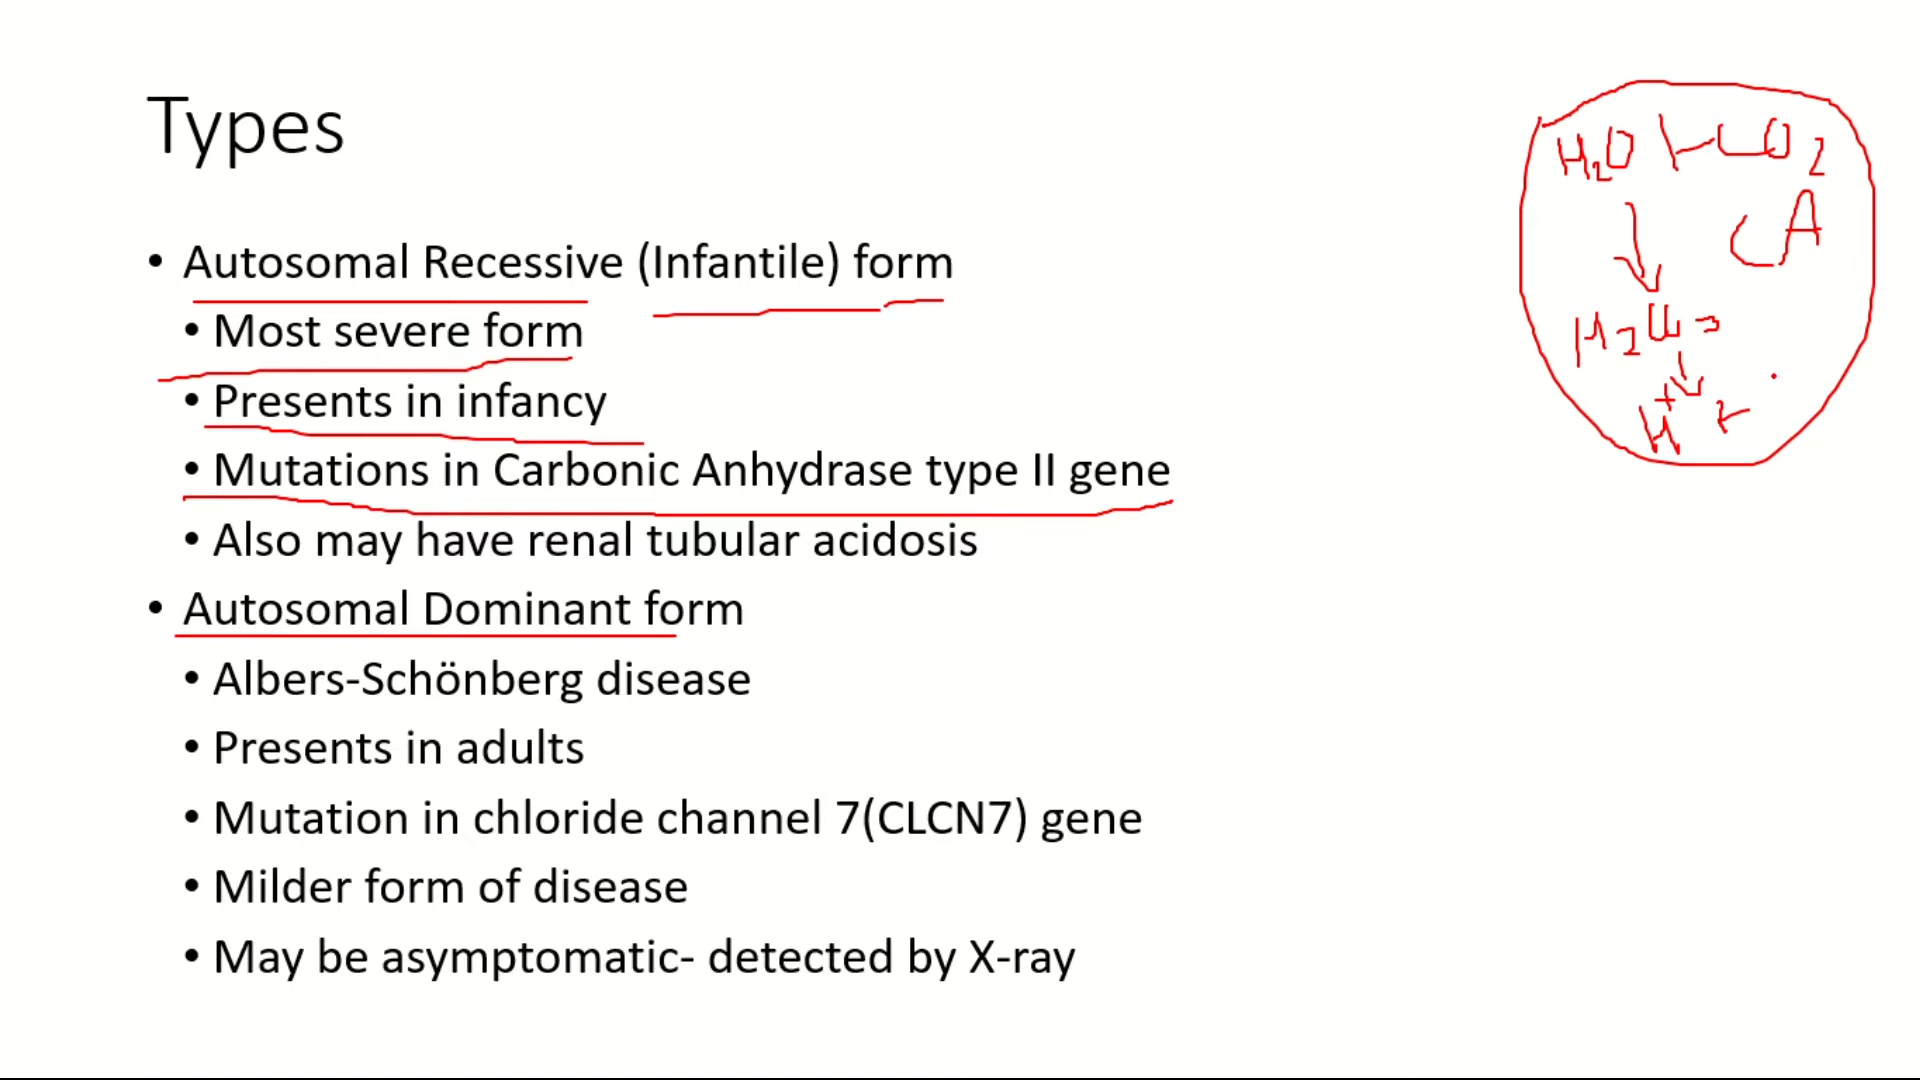 Types
• Autosomal Recessive (Infantile) form
• Most severe form
• Presents in infancy
• Mutations in Carbonic Anhydrase type II gene
• Also may have renal tubular acidosis
• Autosomal Dominant form
• Albers-Schönberg disease
• Presents in adults
• Mutation in chloride channel 7(CLCN7) gene
• Milder form of disease
• May be asymptomatic- detected by X-ray
H2O + CO2
CA
H+